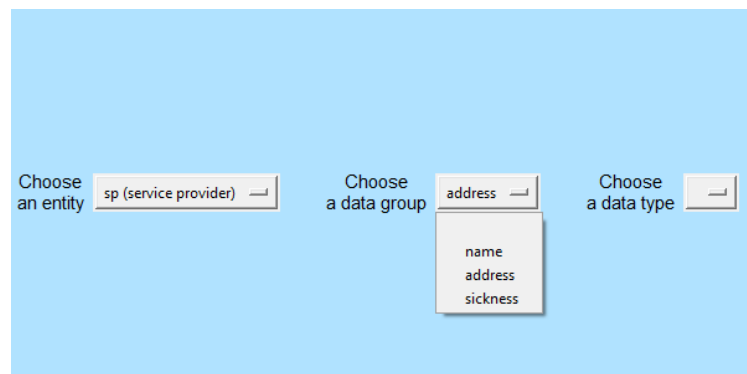 Choose
an entity
sp (service provider)
Choose
a data group
address
Choose
a data type
name
address
sickness